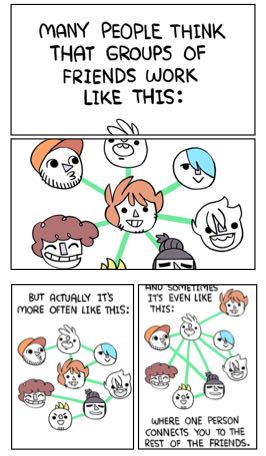 MANY PEOPLE THINK
THAT GROUPS OF
FRIENDS WORK
LIKE THIS:
BUT ACTUALLY IT'S
MORE OFTEN LIKE THIS:
AND SOMETIMES
IT'S EVEN LIKE
THIS:
WHERE ONE PERSON
CONNECTS YOU TO THE
REST OF THE FRIENDS.